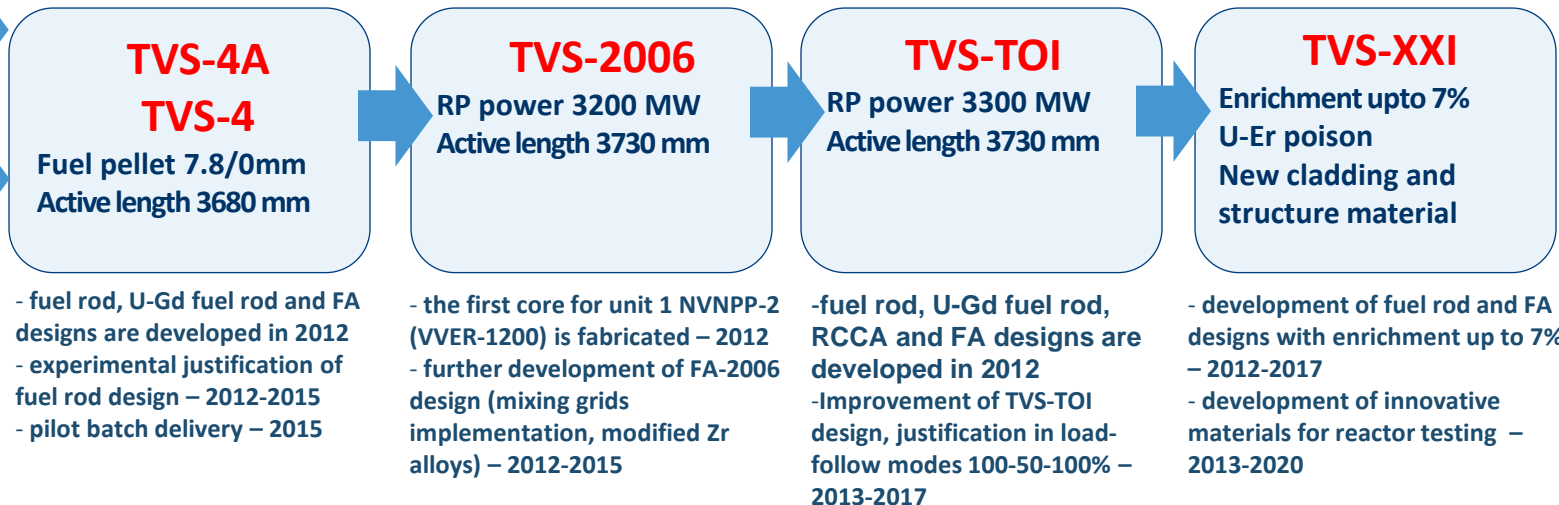 TVS-4A
TVS-4
Fuel pellet 7.8/0mm
Active length 3680 mm
TVS-2006
RP power 3200 MW
Active length 3730 mm
TVS-TOI
RP power 3300 MW
Active length 3730 mm
TVS-XXI
Enrichment upto 7%
U-Er poison
New cladding and
structure material
- fuel rod, U-Gd fuel rod and FA
designs are developed in 2012
- experimental justification of
fuel rod design – 2012-2015
- pilot batch delivery – 2015
- the first core for unit 1 NVNPP-2
(VVER-1200) is fabricated – 2012
- further development of FA-2006
design (mixing grids
implementation, modified Zr
alloys) – 2012-2015
-fuel rod, U-Gd fuel rod,
RCCA and FA designs are
developed in 2012
-Improvement of TVS-TOI
design, justification in load-
follow modes 100-50-100% –
2013-2017
- development of fuel rod and FA
designs with enrichment up to 7%
– 2012-2017
- development of innovative
materials for reactor testing –
2013-2020